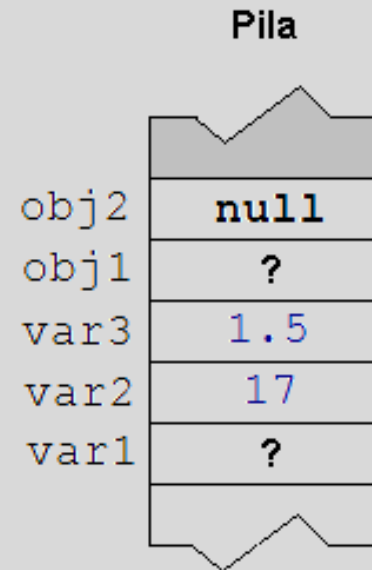 Pila
obj2 null
obj1 ?
var3 1.5
var2 17
var1 ?